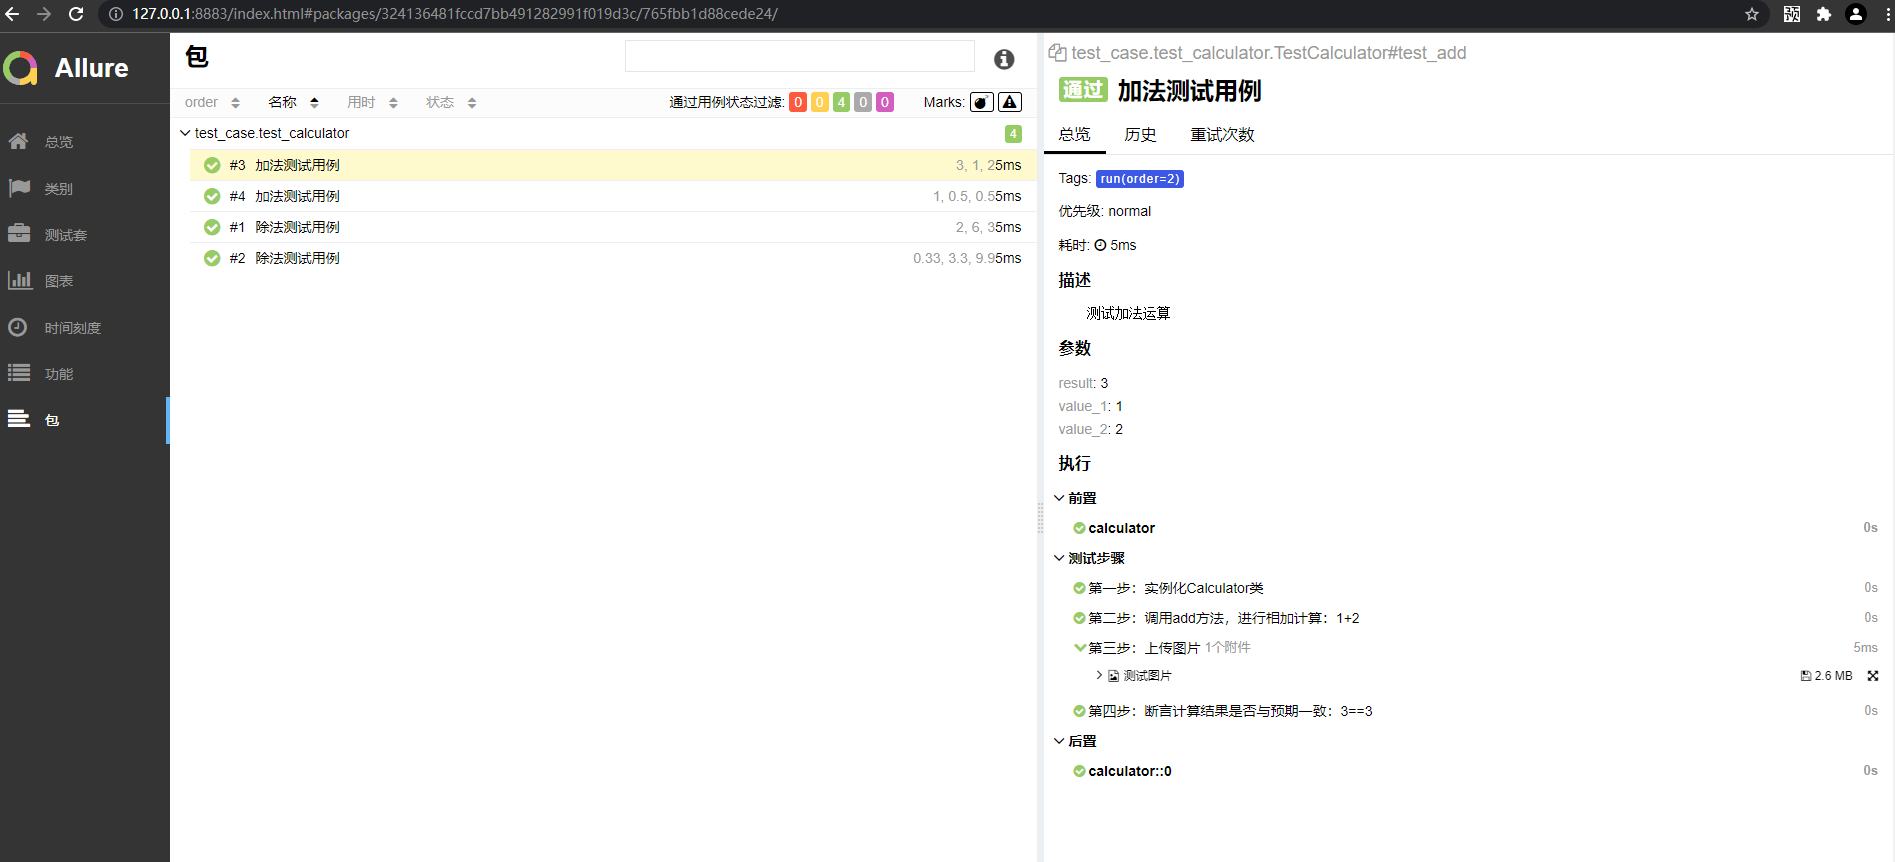 127.0.0.1:8883/index.html#packages/324136481fccd7bb491282991f019d3c/765fbb1d88cede24/
Allure
总览
类别
测试套
图表
时间刻度
功能
包
包
order 名称 用时 状态 通过用例状态过滤: 0 0 4 0 0 Marks:
test_case.test_calculator 4
#3 加法测试用例 3, 1, 25ms
#4 加法测试用例 1, 0.5, 0.55ms
#1 除法测试用例 2, 6, 35ms
#2 除法测试用例 0.33, 3.3, 9.95ms
test_case.test_calculator.TestCalculator#test_add
通过 加法测试用例
总览 历史 重试次数
Tags: run(order=2)
优先级: normal
耗时: 5ms
描述
测试加法运算
参数
result: 3
value_1: 1
value_2: 2
执行
前置
calculator 0s
测试步骤
第一步：实例化Calculator类 0s
第二步：调用add方法，进行相加计算：1+2 0s
第三步：上传图片 1个附件 5ms
测试图片 2.6 MB
第四步：断言计算结果是否与预期一致：3==3 0s
后置
calculator::0 0s